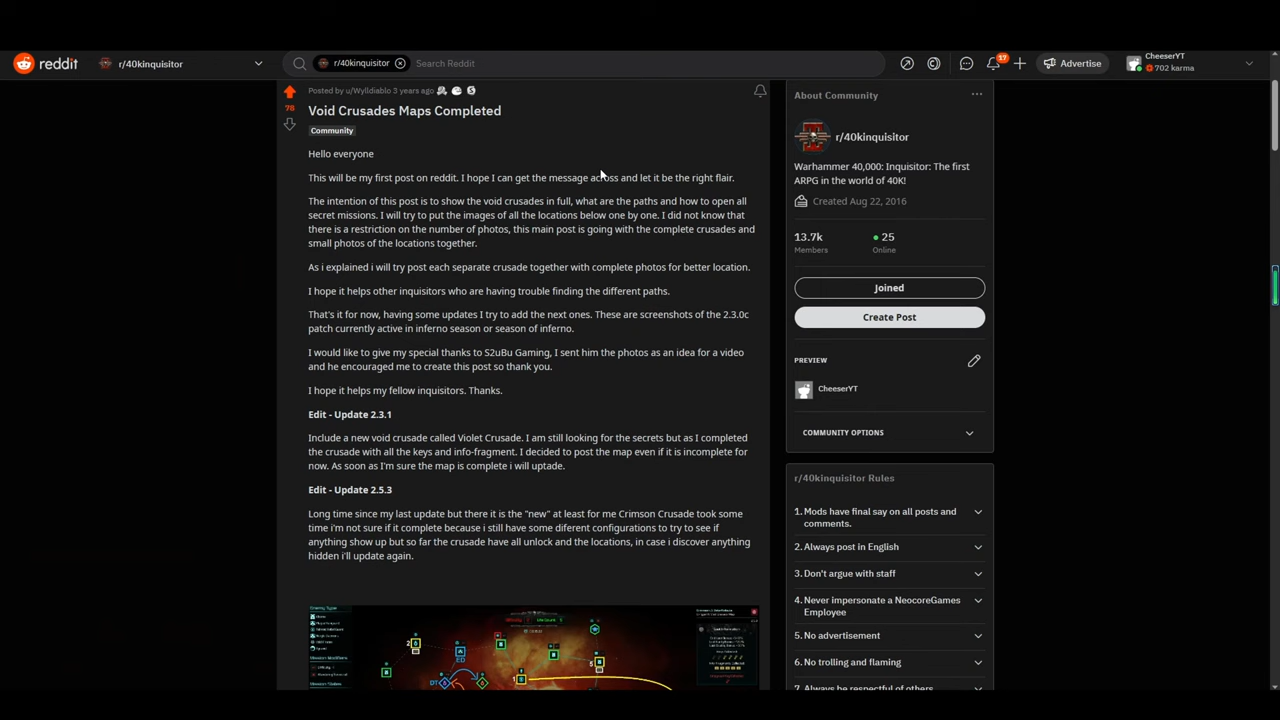 reddit
r/40kinquisitor
r/40kinquisitor
Search Reddit
17
Advertise
CheeserYT
702 karma
78
Posted by u/Wylldiablo 3 years ago
Void Crusades Maps Completed
Community
Hello everyone
This will be my first post on reddit. I hope I can get the message across and let it be the right flair.
The intention of this post is to show the void crusades in full, what are the paths and how to open all
secret missions. I will try to put the images of all the locations below one by one. I did not know that
there is a restriction on the number of photos, this main post is going with the complete crusades and
small photos of the locations together.
As i explained i will try post each separate crusade together with complete photos for better location.
I hope it helps other inquisitors who are having trouble finding the different paths.
That's it for now, having some updates I try to add the next ones. These are screenshots of the 2.3.0c
patch currently active in inferno season or season of inferno.
I would like to give my special thanks to S2uBu Gaming, I sent him the photos as an idea for a video
and he encouraged me to create this post so thank you.
I hope it helps my fellow inquisitors. Thanks.
Edit - Update 2.3.1
Include a new void crusade called Violet Crusade. I am still looking for the secrets but as I completed
the crusade with all the keys and info-fragment. I decided to post the map even if it is incomplete for
now. As soon as I'm sure the map is complete i will uptade.
Edit - Update 2.5.3
Long time since my last update but there it is the "new" at least for me Crimson Crusade took some
time i'm not sure if it complete because i still have some diferent configurations to try to see if
anything show up but so far the crusade have all unlock and the locations, in case i discover anything
hidden i'll update again.
About Community
r/40kinquisitor
Warhammer 40,000: Inquisitor: The first
ARPG in the world of 40K!
Created Aug 22, 2016
13.7k
Members
25
Online
Joined
Create Post
PREVIEW
CheeserYT
COMMUNITY OPTIONS
r/40kinquisitor Rules
1. Mods have final say on all posts and
comments.
2. Always post in English
3. Don't argue with staff
4. Never impersonate a NeocoreGames
Employee
5. No advertisement
6. No trolling and flaming
7. Always be respectful of others